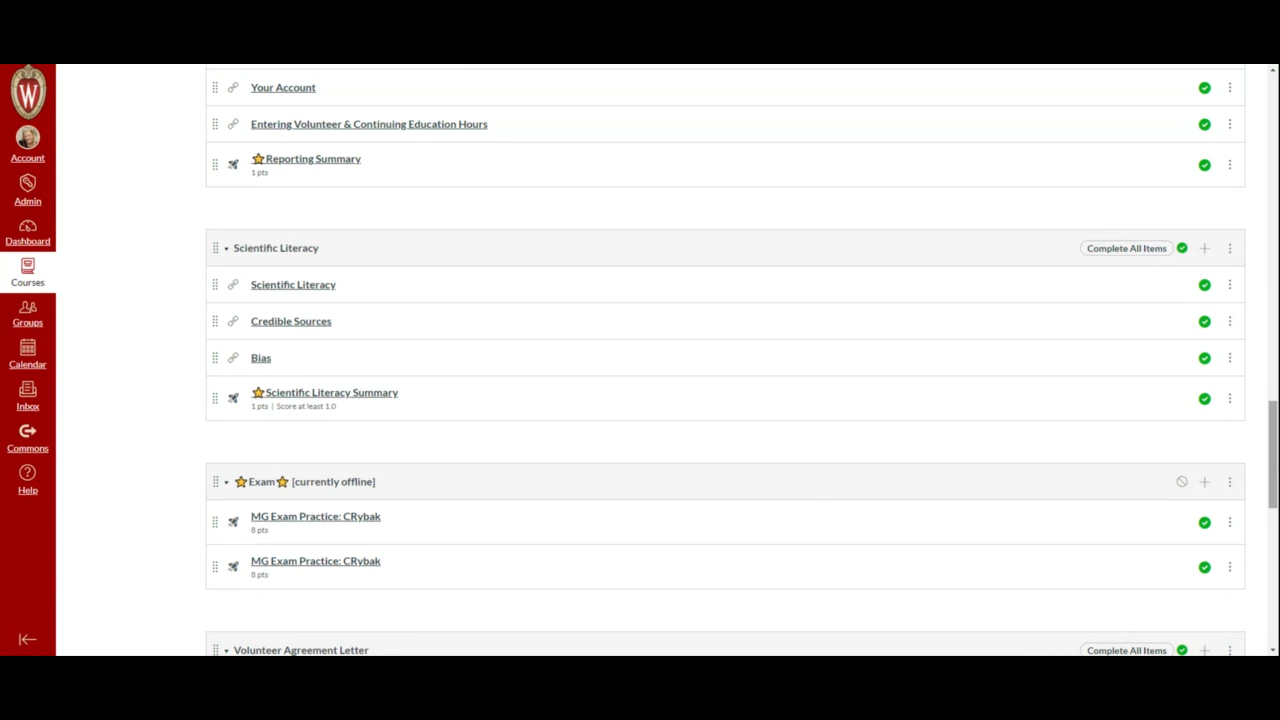 W
Account
Admin
Dashboard
Courses
Groups
Calendar
Inbox
Commons
Help
Your Account
Entering Volunteer & Continuing Education Hours
Reporting Summary
1 pts
Scientific Literacy
Complete All Items
Scientific Literacy
Credible Sources
Bias
Scientific Literacy Summary
1 pts | Score at least 1.0
Exam [currently offline]
MG Exam Practice: CRybak
8 pts
MG Exam Practice: CRybak
8 pts
Volunteer Agreement Letter
Complete All Items